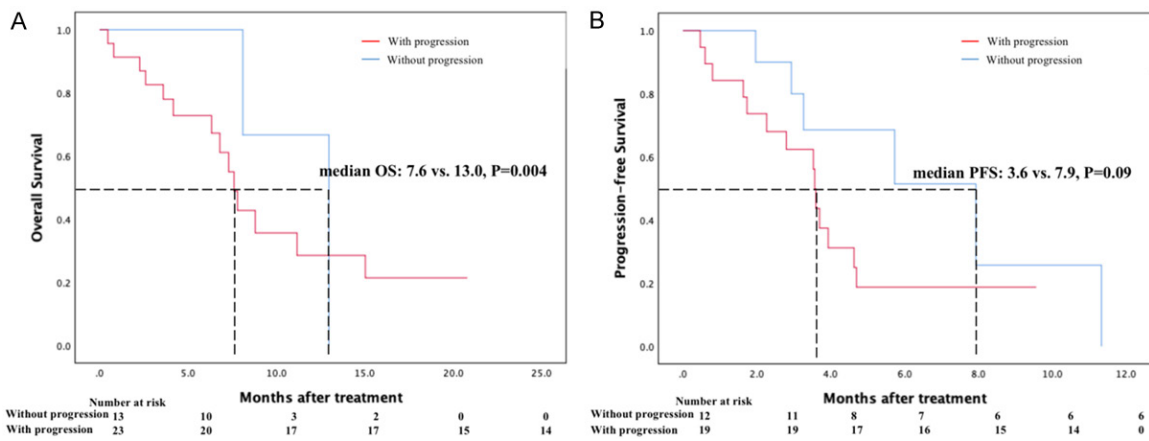 A
1.0
0.8
0.6
0.4
0.2
0.0
Overall Survival
With progression
Without progression
median OS: 7.6 vs. 13.0, P=0.004
.0 5.0 10.0 15.0 20.0 25.0
Number at risk
Months after treatment
Without progression 13 10 3 2 0 0
With progression 23 20 17 17 15 14
B
1.0
0.8
0.6
0.4
0.2
0.0
Progression-free Survival
With progression
Without progression
median PFS: 3.6 vs. 7.9, P=0.09
.0 2.0 4.0 6.0 8.0 10.0 12.0
Number at risk
Months after treatment
Without progression 12 11 8 7 6 6 6
With progression 19 19 17 16 15 14 0